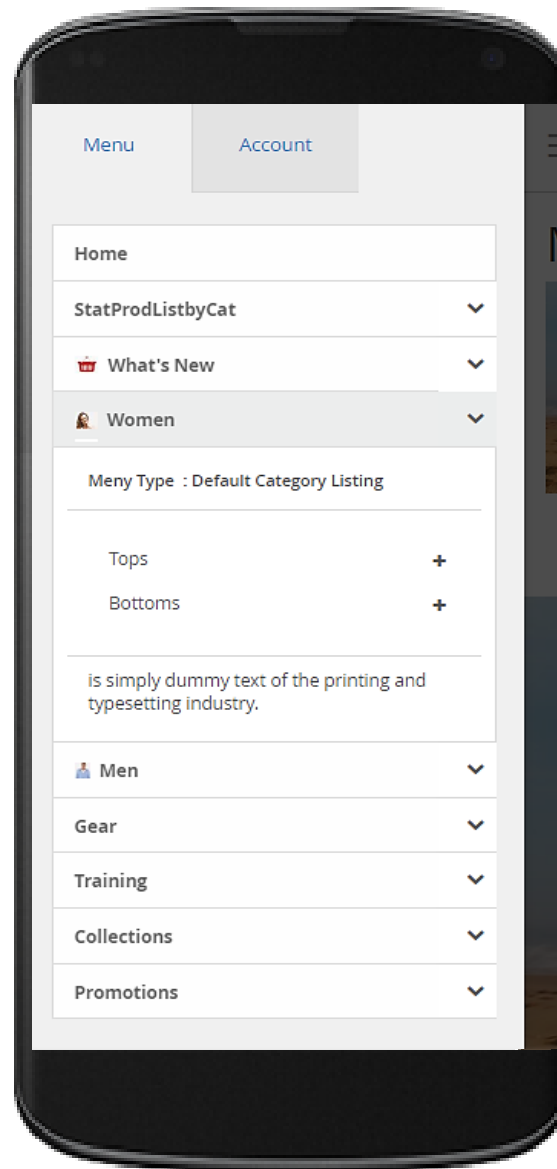 Menu Account
Home
StatProdListbyCat
What's New
Women
Meny Type : Default Category Listing
Tops +
Bottoms +
is simply dummy text of the printing and
typesetting industry.
Men
Gear
Training
Collections
Promotions